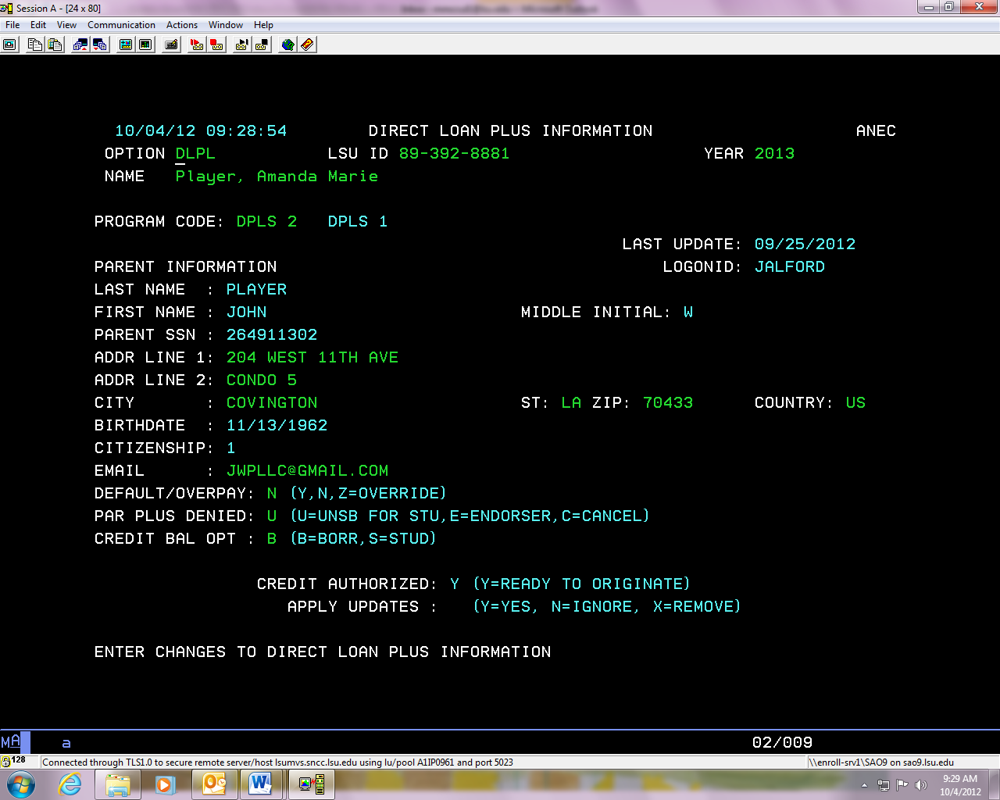 Session A - [24 x 80]
File Edit View Communication Actions Window Help
10/04/12 09:28:54 DIRECT LOAN PLUS INFORMATION ANEC
OPTION DLPL LSU ID 89-392-8881 YEAR 2013
NAME Player, Amanda Marie
PROGRAM CODE: DPLS 2 DPLS 1
LAST UPDATE: 09/25/2012
PARENT INFORMATION LOGONID: JALFORD
LAST NAME : PLAYER
FIRST NAME : JOHN MIDDLE INITIAL: W
PARENT SSN : 264911302
ADDR LINE 1: 204 WEST 11TH AVE
ADDR LINE 2: CONDO 5
CITY : COVINGTON ST: LA ZIP: 70433 COUNTRY: US
BIRTHDATE : 11/13/1962
CITIZENSHIP: 1
EMAIL : JWPLLC@GMAIL.COM
DEFAULT/OVERPAY: N (Y,N,Z=OVERRIDE)
PAR PLUS DENIED: U (U=UNSB FOR STU,E=ENDORSER,C=CANCEL)
CREDIT BAL OPT : B (B=BORR,S=STUD)
CREDIT AUTHORIZED: Y (Y=READY TO ORIGINATE)
APPLY UPDATES : (Y=YES, N=IGNORE, X=REMOVE)
ENTER CHANGES TO DIRECT LOAN PLUS INFORMATION
MA a 02/009
128 Connected through TLS1.0 to secure remote server/host lsumvs.sncc.lsu.edu using lu/pool A1IP0961 and port 5023 \\enroll-srv1\SAO9 on sao9.lsu.edu
9:29 AM
10/4/2012